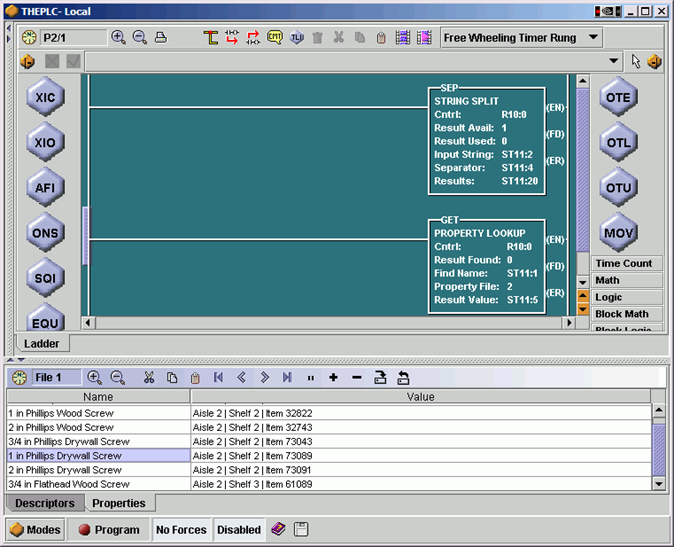 THEPLC- Local
P2/1
CMT
TLI
Free Wheeling Timer Rung
XIC
XIO
AFI
ONS
SQI
EQU
SEP
STRING SPLIT
Cntrl: R10:0
Result Avail: 1
Result Used: 0
Input String: ST11:2
Separator: ST11:4
Results: ST11:20
(EN)
(FD)
(ER)
GET
PROPERTY LOOKUP
Cntrl: R10:0
Result Found: 0
Find Name: ST11:1
Property File: 2
Result Value: ST11:5
(EN)
(FD)
(ER)
OTE
OTL
OTU
MOV
Time Count
Math
Logic
Block Math
Block Logic
Ladder
File 1
Name Value
1 in Phillips Wood Screw Aisle 2 | Shelf 2 | Item 32822
2 in Phillips Wood Screw Aisle 2 | Shelf 2 | Item 32743
3/4 in Phillips Drywall Screw Aisle 2 | Shelf 2 | Item 73043
1 in Phillips Drywall Screw Aisle 2 | Shelf 2 | Item 73089
2 in Phillips Drywall Screw Aisle 2 | Shelf 2 | Item 73091
3/4 in Flathead Wood Screw Aisle 2 | Shelf 3 | Item 61089
Descriptors Properties
Modes Program No Forces Disabled